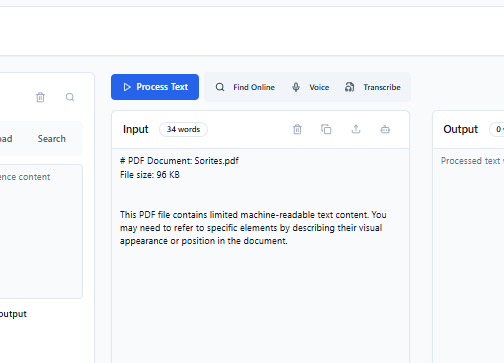 Process Text
Find Online
Voice
Transcribe
Search
ence content
output
Input
34 words
# PDF Document: Sorites.pdf
File size: 96 KB
This PDF file contains limited machine-readable text content. You
may need to refer to specific elements by describing their visual
appearance or position in the document.
Output
0
Processed text